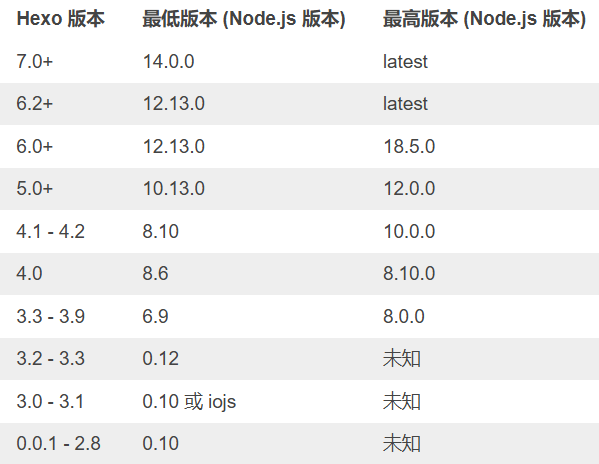 Hexo 版本 最低版本 (Node.js 版本) 最高版本 (Node.js 版本)
7.0+ 14.0.0 latest
6.2+ 12.13.0 latest
6.0+ 12.13.0 18.5.0
5.0+ 10.13.0 12.0.0
4.1 - 4.2 8.10 10.0.0
4.0 8.6 8.10.0
3.3 - 3.9 6.9 8.0.0
3.2 - 3.3 0.12 未知
3.0 - 3.1 0.10 或 iojs 未知
0.0.1 - 2.8 0.10 未知